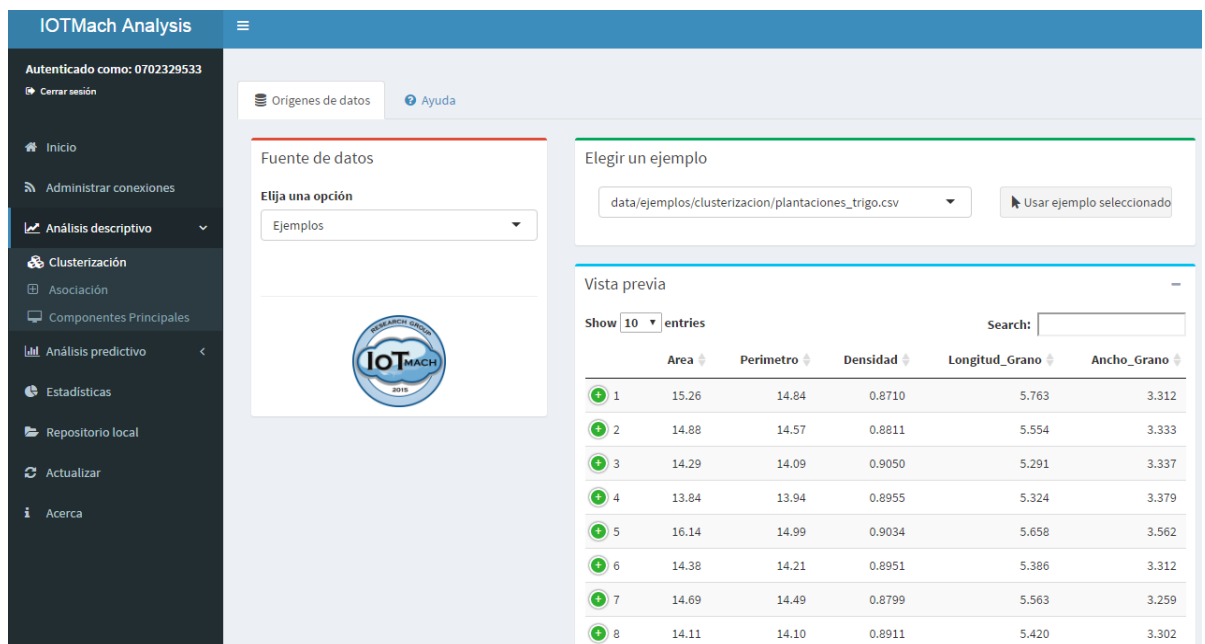 IOTMach Analysis
Autenticado como: 0702329533
Cerrar sesión
Inicio
Administrar conexiones
Análisis descriptivo
Clusterización
Asociación
Componentes Principales
Análisis predictivo
Estadísticas
Repositorio local
Actualizar
Acerca
Orígenes de datos
Ayuda
Fuente de datos
Elija una opción
Ejemplos
RESEARCH GROUP
IOTMACH
2015
Elegir un ejemplo
data/ejemplos/clusterizacion/plantaciones_trigo.csv
Usar ejemplo seleccionado
Vista previa
Show 10 entries
Search:
Area Perimetro Densidad Longitud_Grano Ancho_Grano
1 15.26 14.84 0.8710 5.763 3.312
2 14.88 14.57 0.8811 5.554 3.333
3 14.29 14.09 0.9050 5.291 3.337
4 13.84 13.94 0.8955 5.324 3.379
5 16.14 14.99 0.9034 5.658 3.562
6 14.38 14.21 0.8951 5.386 3.312
7 14.69 14.49 0.8799 5.563 3.259
8 14.11 14.10 0.8911 5.420 3.302